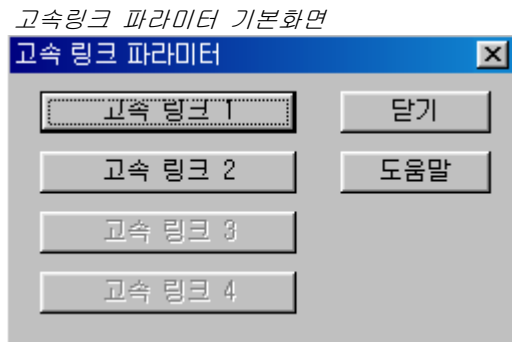 고속링크 파라미터 기본화면
고속 링크 파라미터
고속 링크 1
닫기
고속 링크 2
도움말
고속 링크 3
고속 링크 4